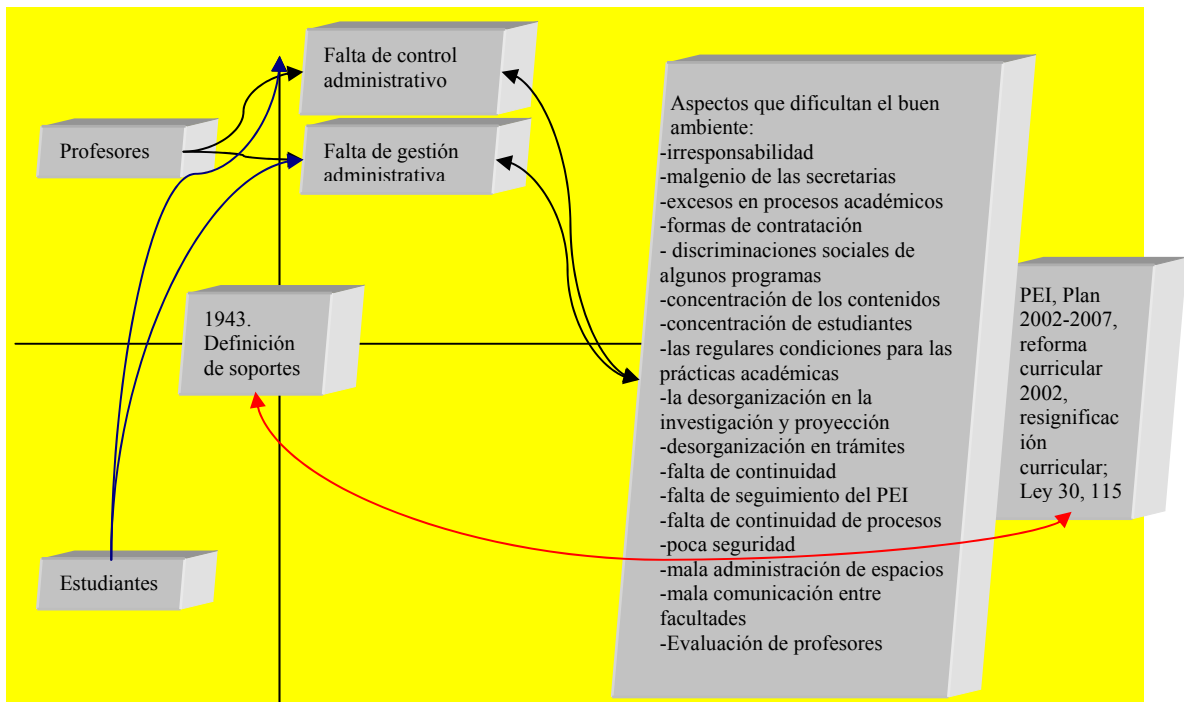 Falta de control
administrativo
Profesores
Falta de gestión
administrativa
1943.
Definición
de soportes
Estudiantes
Aspectos que dificultan el buen
ambiente:
-irresponsabilidad
-malgenio de las secretarias
-excesos en procesos académicos
-formas de contratación
- discriminaciones sociales de
algunos programas
-concentración de los contenidos
-concentración de estudiantes
-las regulares condiciones para las
prácticas académicas
-la desorganización en la
investigación y proyección
-desorganización en trámites
-falta de continuidad
-falta de seguimiento del PEI
-falta de continuidad de procesos
-poca seguridad
-mala administración de espacios
-mala comunicación entre
facultades
-Evaluación de profesores
PEI, Plan
2002-2007,
reforma
curricular
2002,
resignificac
ión
curricular;
Ley 30, 115